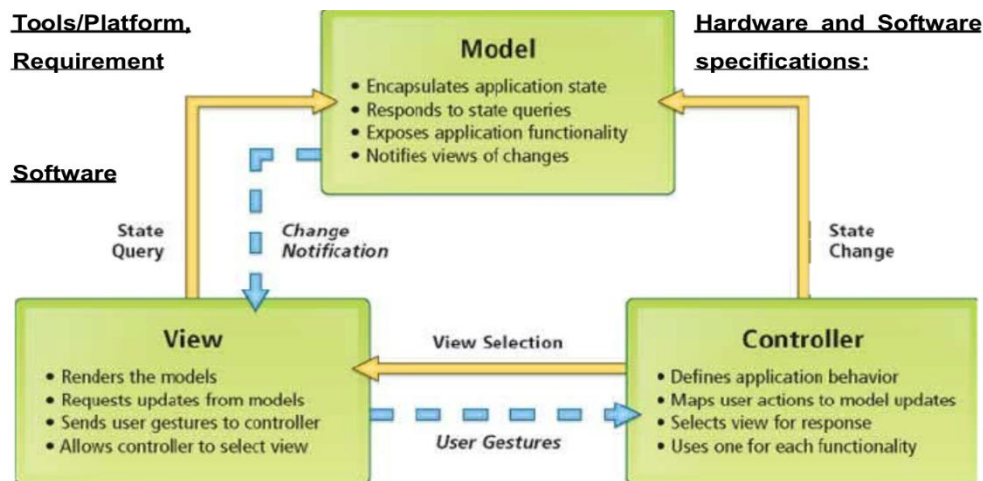 Tools/Platform,
Requirement
Hardware and Software
specifications:
Software
Model
• Encapsulates application state
• Responds to state queries
• Exposes application functionality
• Notifies views of changes
State
Query
Change
Notification
State
Change
View
• Renders the models
• Requests updates from models
• Sends user gestures to controller
• Allows controller to select view
View Selection
User Gestures
Controller
• Defines application behavior
• Maps user actions to model updates
• Selects view for response
• Uses one for each functionality